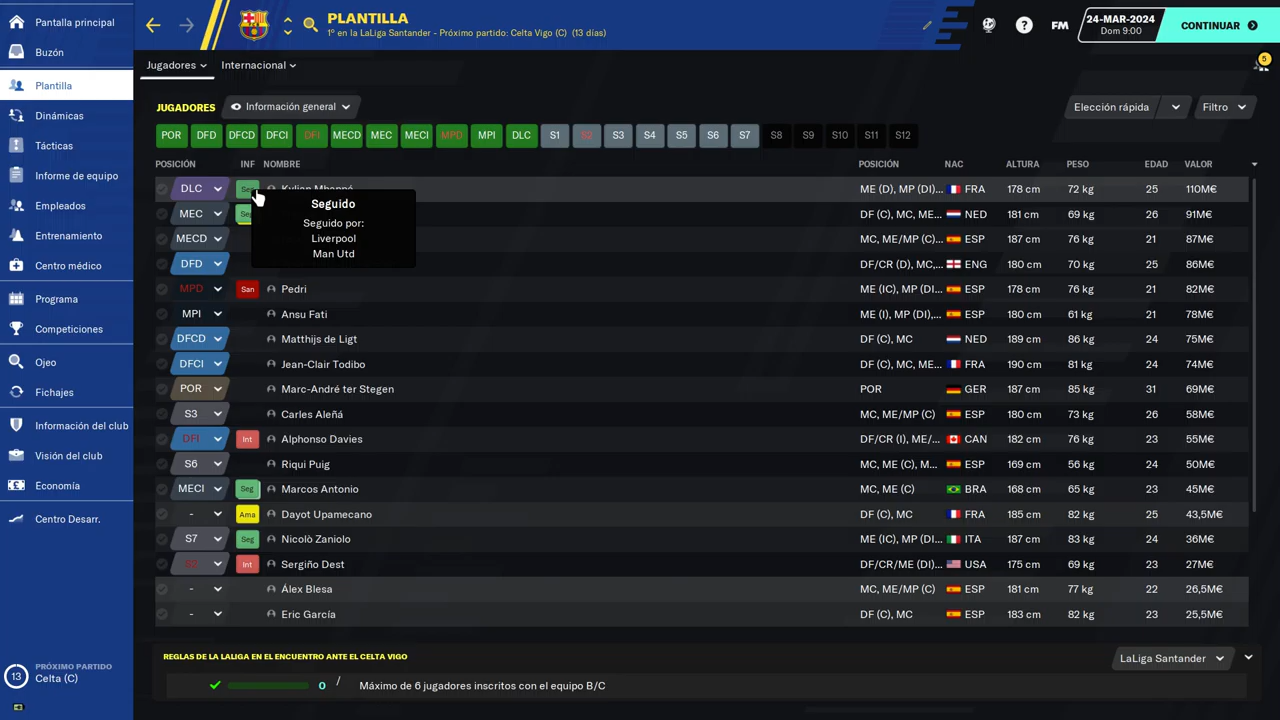 Pantalla principal
Buzón
Plantilla
Dinámicas
Tácticas
Informe de equipo
Empleados
Entrenamiento
Centro médico
Programa
Competiciones
Ojeo
Fichajes
Información del club
Visión del club
Economía
Centro Desarr.
13 PRÓXIMO PARTIDO
Celta (C)
PLANTILLA
1º en la LaLiga Santander - Próximo partido: Celta Vigo (C) (13 días)
FM
24-MAR-2024
Dom 9:00
CONTINUAR
5
Jugadores Internacional
JUGADORES Información general Elección rápida Filtro
POR DFD DFCD DFCI DFI MECD MEC MECI MPD MPI DLC S1 S2 S3 S4 S5 S6 S7 S8 S9 S10 S11 S12
POSICIÓN INF NOMBRE POSICIÓN NAC ALTURA PESO EDAD VALOR
DLC Seg Kylian Mbappé ME (D), MP (DI)... FRA 178 cm 72 kg 25 110M€
MEC DF (C), MC, ME... NED 181 cm 69 kg 26 91M€
MECD MC, ME/MP (C)... ESP 187 cm 76 kg 21 87M€
DFD DF/CR (D), MC,... ENG 180 cm 70 kg 25 86M€
Seguido
Seguido por:
Liverpool
Man Utd
MPD San Pedri ME (IC), MP (DI... ESP 178 cm 76 kg 21 82M€
MPI Ansu Fati ME (I), MP (DI),... ESP 180 cm 61 kg 21 78M€
DFCD Matthijs de Ligt DF (C), MC NED 189 cm 86 kg 24 75M€
DFCI Jean-Clair Todibo DF (C), MC, ME... FRA 190 cm 81 kg 24 74M€
POR Marc-André ter Stegen POR GER 187 cm 85 kg 31 69M€
S3 Carles Aleñá MC, ME/MP (C) ESP 180 cm 73 kg 26 58M€
DFI Int Alphonso Davies DF/CR (I), ME/... CAN 182 cm 76 kg 23 55M€
S6 Riqui Puig MC, ME (C), M... ESP 169 cm 56 kg 24 50M€
MECI Seg Marcos Antonio MC, ME (C) BRA 168 cm 65 kg 23 45M€
- Ama Dayot Upamecano DF (C), MC FRA 185 cm 82 kg 25 43,5M€
S7 Seg Nicolò Zaniolo ME (IC), MP (DI... ITA 187 cm 83 kg 24 36M€
S2 Int Sergiño Dest DF/CR/ME (DI)... USA 175 cm 69 kg 23 27M€
- Álex Blesa MC, ME/MP (C) ESP 181 cm 77 kg 22 26,5M€
- Eric García DF (C), MC ESP 183 cm 82 kg 23 25,5M€
REGLAS DE LA LALIGA EN EL ENCUENTRO ANTE EL CELTA VIGO LaLiga Santander
0 / Máximo de 6 jugadores inscritos con el equipo B/C